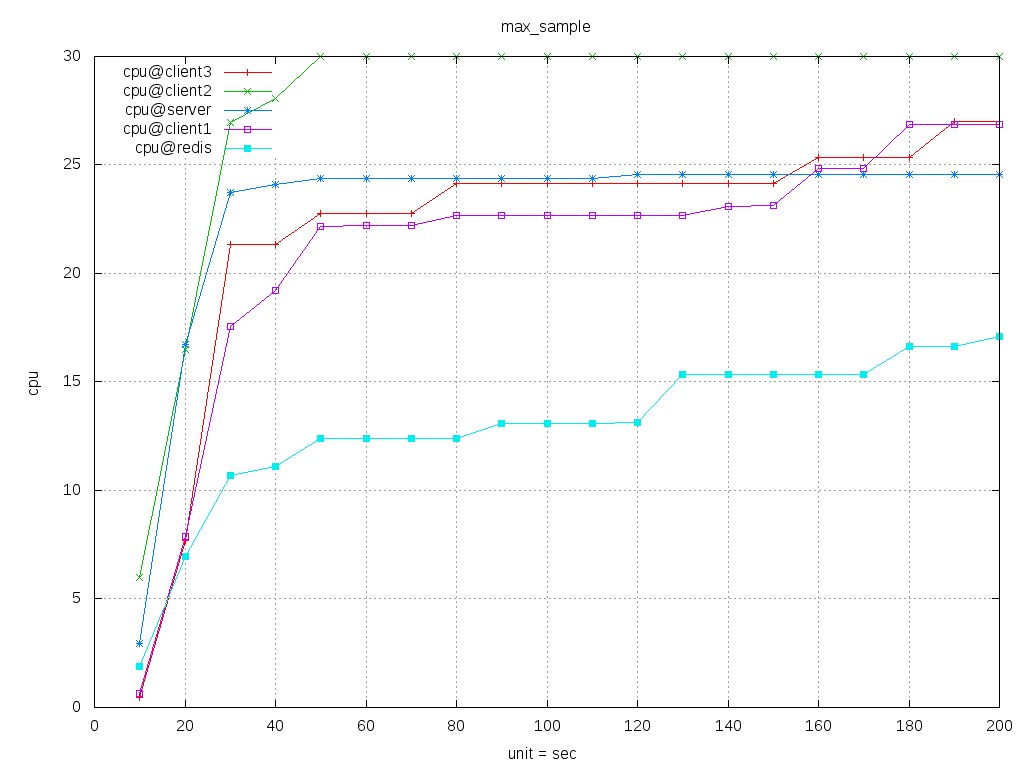 max_sample
30
25
20
15
10
5
0
cpu
cpu@client3
cpu@client2
cpu@server
cpu@client1
cpu@redis
0 20 40 60 80 100 120 140 160 180 200
unit = sec